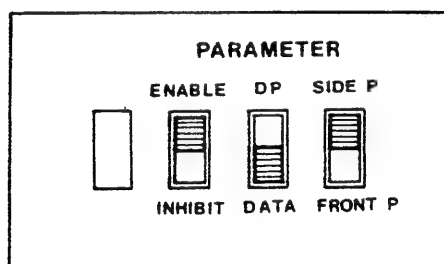 PARAMETER
ENABLE DP SIDE P
INHIBIT DATA FRONT P